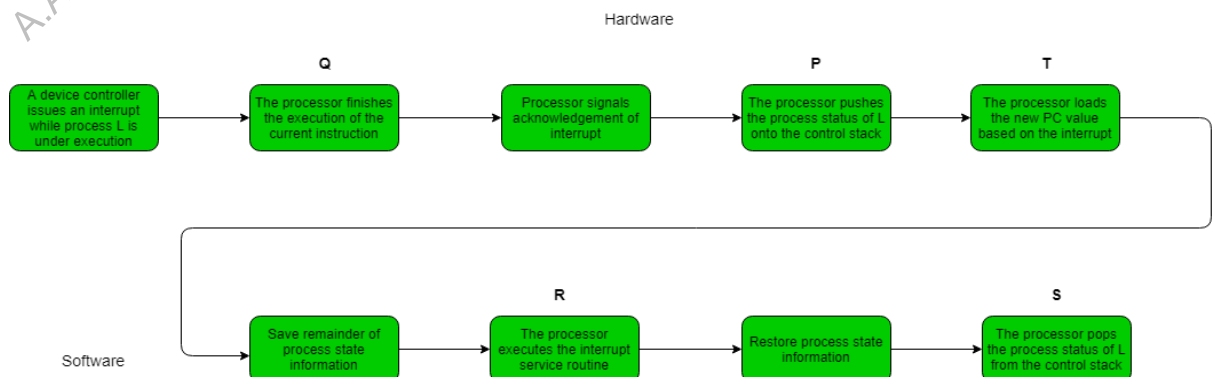 Hardware
Q
P
T
A device controller
issues an interrupt
while process L is
under execution
The processor finishes
the execution of the
current instruction
Processor signals
acknowledgement of
interrupt
The processor pushes
the process status of L
onto the control stack
The processor loads
the new PC value
based on the interrupt
R
S
Software
Save remainder of
process state
information
The processor
executes the interrupt
service routine
Restore process state
information
The processor pops
the process status of L
from the control stack